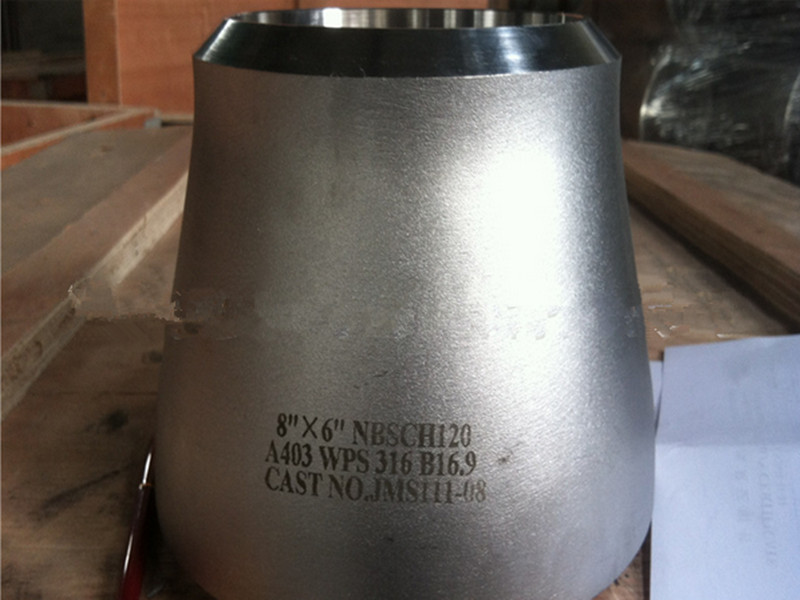 8"×6" NBSCH120
A403 WPS 316 B16.9
CAST NO.JMS111-08